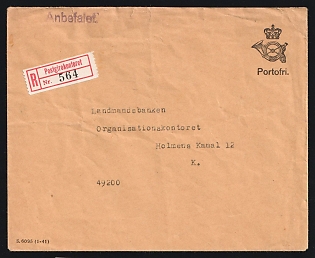 Anbefalet.
Portofri.
R Postgirokontoret
Nr. 564
Landmandsbanken
Organisationskontoret
Holmens Kanal 12
K.
49200
S. 6095 (1-41)